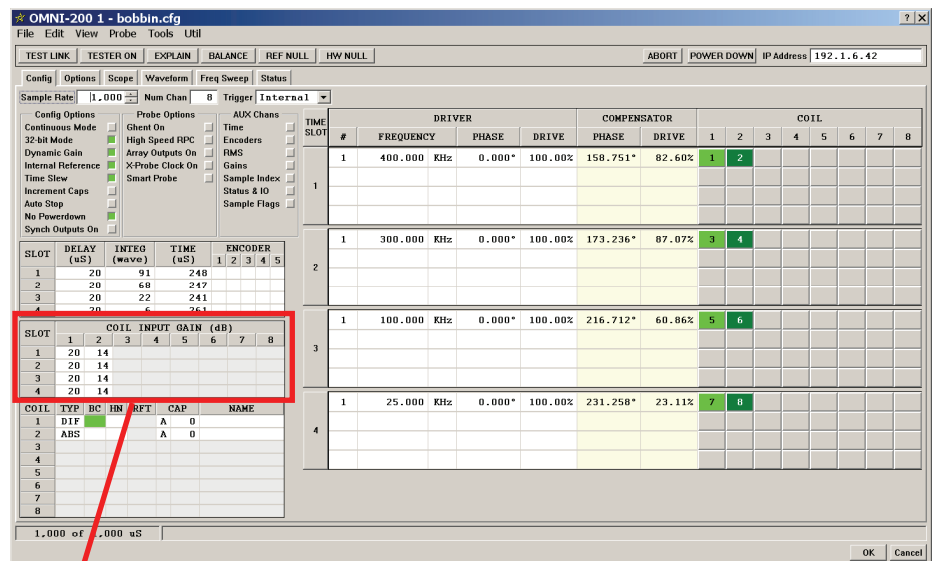 OMNI-200 1 - bobbin.cfg
File Edit View Probe Tools Util
TEST LINK TESTER ON EXPLAIN BALANCE REF NULL HW NULL ABORT POWER DOWN IP Address 192.1.6.42
Config Options Scope Waveform Freq Sweep Status
Sample Rate 1,000 Num Chan 8 Trigger Internal
Config Options
Continuous Mode
32-bit Mode
Dynamic Gain
Internal Reference
Time Slew
Increment Caps
Auto Stop
No Powerdown
Synch Outputs On
Probe Options
Ghent On
High Speed RPC
Array Outputs On
X-Probe Clock On
Smart Probe
AUX Chans
Time
Encoders
RMS
Gains
Sample Index
Status & IO
Sample Flags
SLOT DELAY (uS) INTEG (wave) TIME (uS) ENCODER 1 2 3 4 5
1 20 91 248
2 20 68 247
3 20 22 241
4 20 6 261
SLOT COIL INPUT GAIN (dB)
1 2 3 4 5 6 7 8
1 20 14
2 20 14
3 20 14
4 20 14
COIL TYP BC HN RFT CAP NAME
1 DIF A 0
2 ABS A 0
3
4
5
6
7
8
TIME SLOT DRIVER COMPENSATOR COIL
# FREQUENCY PHASE DRIVE PHASE DRIVE 1 2 3 4 5 6 7 8
1 1 400.000 KHz 0.000° 100.00% 158.751° 82.60% 1 2
2 1 300.000 KHz 0.000° 100.00% 173.236° 87.07% 3 4
3 1 100.000 KHz 0.000° 100.00% 216.712° 60.86% 5 6
4 1 25.000 KHz 0.000° 100.00% 231.258° 23.11% 7 8
1,000 of 1,000 uS
OK Cancel